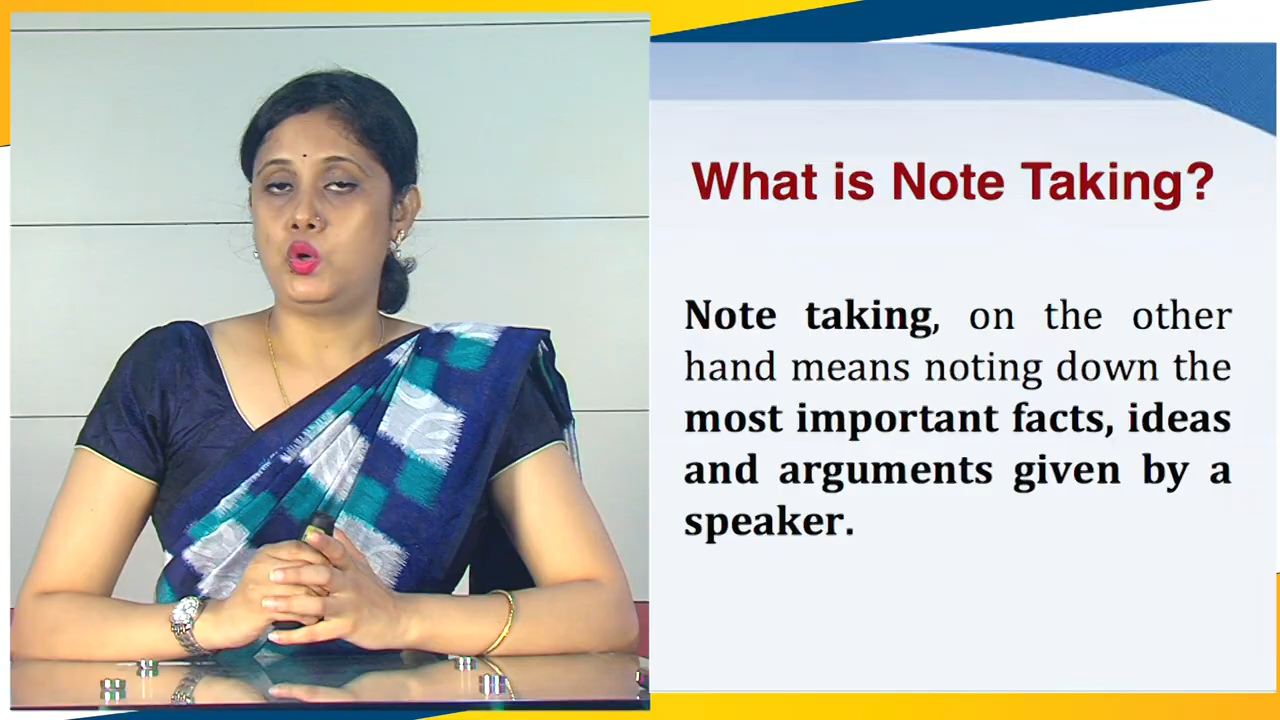 What is Note Taking?
Note taking, on the other
hand means noting down the
most important facts, ideas
and arguments given by a
speaker.